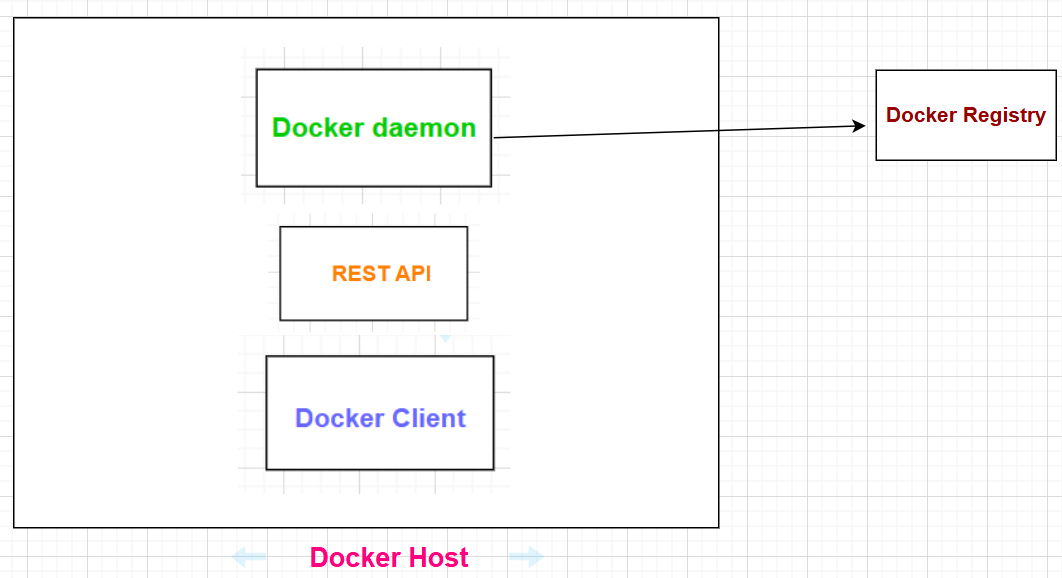 Docker daemon
Docker Registry
REST API
Docker Client
Docker Host